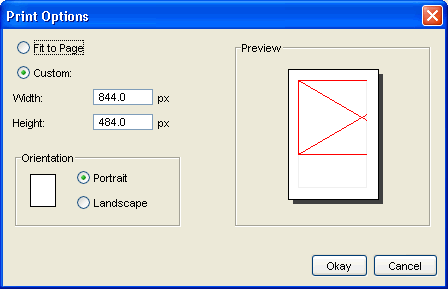 Print Options
Fit to Page
Custom:
Width: 844.0 px
Height: 484.0 px
Orientation
Portrait
Landscape
Preview
Okay Cancel